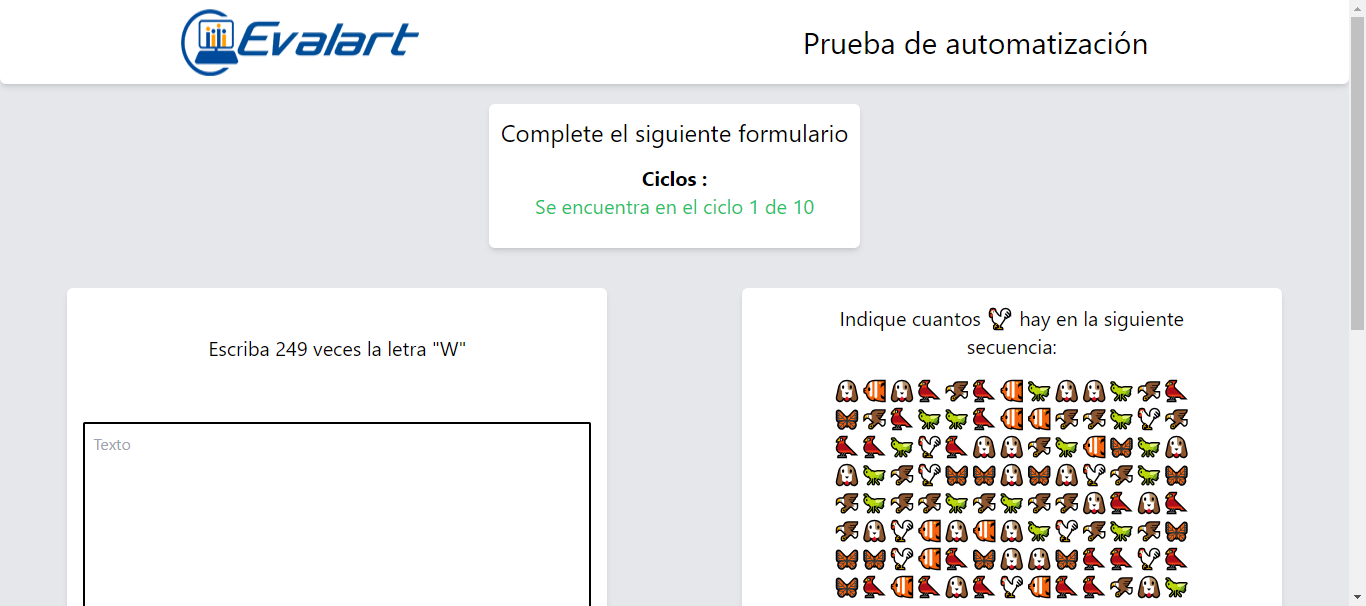 Evalart
Prueba de automatización
Complete el siguiente formulario
Ciclos :
Se encuentra en el ciclo 1 de 10
Escriba 249 veces la letra "W"
Texto
Indique cuantos 🐓 hay en la siguiente
secuencia: